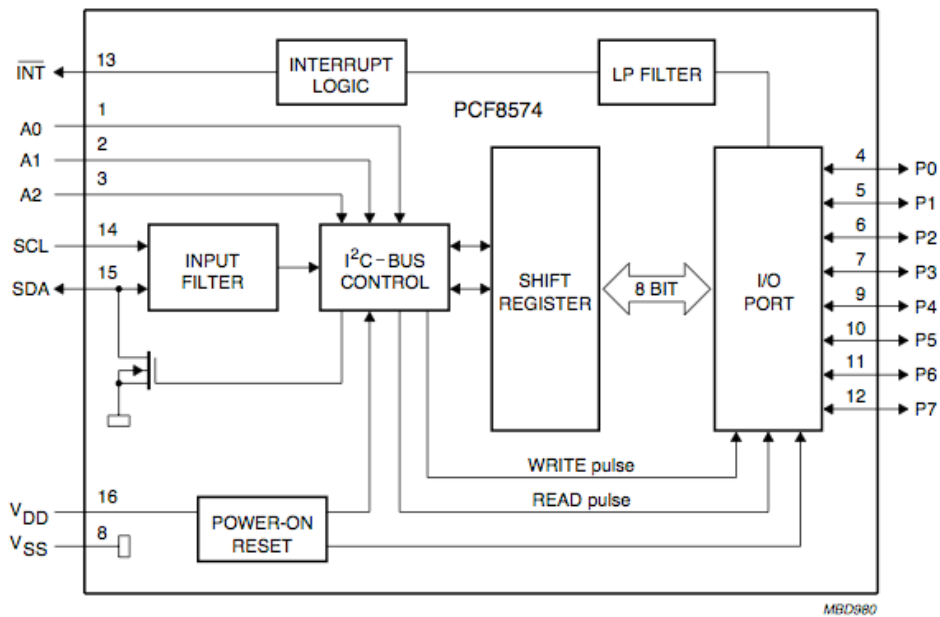 INT
13
INTERRUPT
LOGIC
LP FILTER
PCF8574
A0
1
A1
2
A2
3
SCL
14
SDA
15
INPUT
FILTER
I²C – BUS
CONTROL
SHIFT
REGISTER
8 BIT
I/O
PORT
4
P0
5
P1
6
P2
7
P3
9
P4
10
P5
11
P6
12
P7
WRITE pulse
READ pulse
VDD
16
VSS
8
POWER-ON
RESET
MBD980